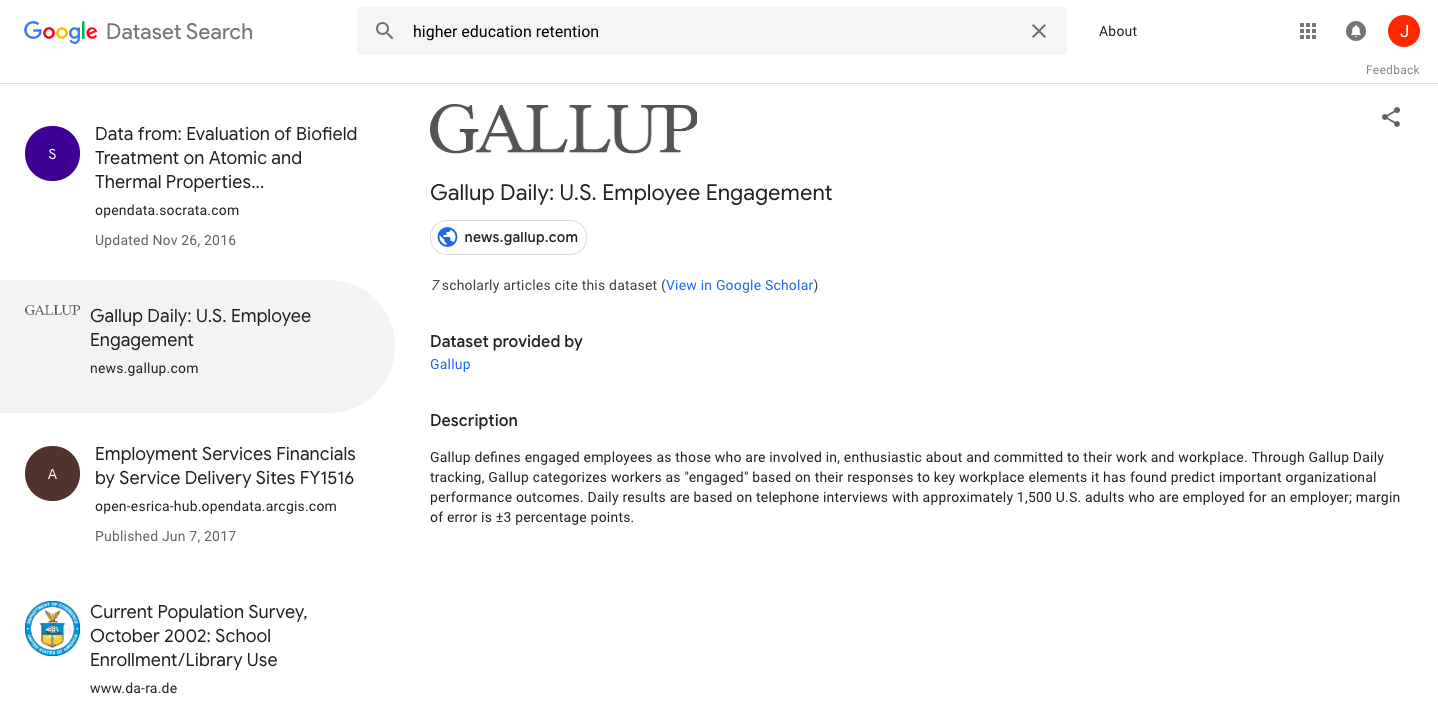 Google Dataset Search
higher education retention
About
J
Feedback
S
Data from: Evaluation of Biofield
Treatment on Atomic and
Thermal Properties...
opendata.socrata.com
Updated Nov 26, 2016
GALLUP
Gallup Daily: U.S. Employee
Engagement
news.gallup.com
A
Employment Services Financials
by Service Delivery Sites FY1516
open-esrica-hub.opendata.arcgis.com
Published Jun 7, 2017
Current Population Survey,
October 2002: School
Enrollment/Library Use
www.da-ra.de
GALLUP
Gallup Daily: U.S. Employee Engagement
news.gallup.com
7 scholarly articles cite this dataset (View in Google Scholar)
Dataset provided by
Gallup
Description
Gallup defines engaged employees as those who are involved in, enthusiastic about and committed to their work and workplace. Through Gallup Daily
tracking, Gallup categorizes workers as "engaged" based on their responses to key workplace elements it has found predict important organizational
performance outcomes. Daily results are based on telephone interviews with approximately 1,500 U.S. adults who are employed for an employer; margin
of error is ±3 percentage points.